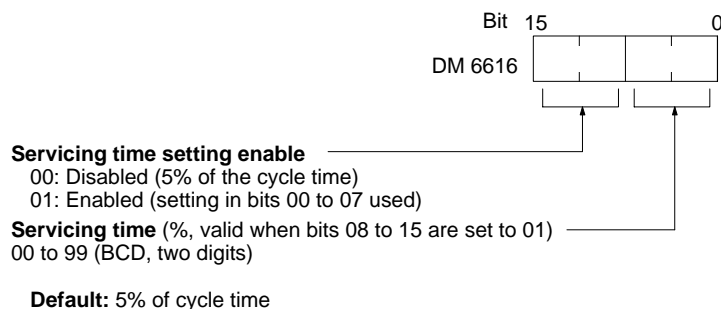 Bit 15 0
DM 6616
Servicing time setting enable
00: Disabled (5% of the cycle time)
01: Enabled (setting in bits 00 to 07 used)
Servicing time (%, valid when bits 08 to 15 are set to 01)
00 to 99 (BCD, two digits)
Default: 5% of cycle time